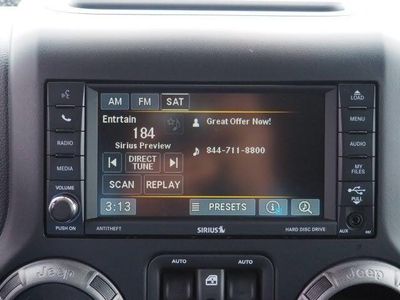 AM FM SAT
LOAD
Entrtain
Great Offer Now!
184
MENU
Sirius Preview
RADIO
DIRECT TUNE
844-711-8800
AUDIO
MEDIA
SCAN REPLAY
MY FILES
VOLUME
PULL
3:13 PRESETS
PUSH ON
ANTITHEFT
SIRIUS
HARD DISC DRIVE
AUX
AUTO AUTO
Jeep Jeep